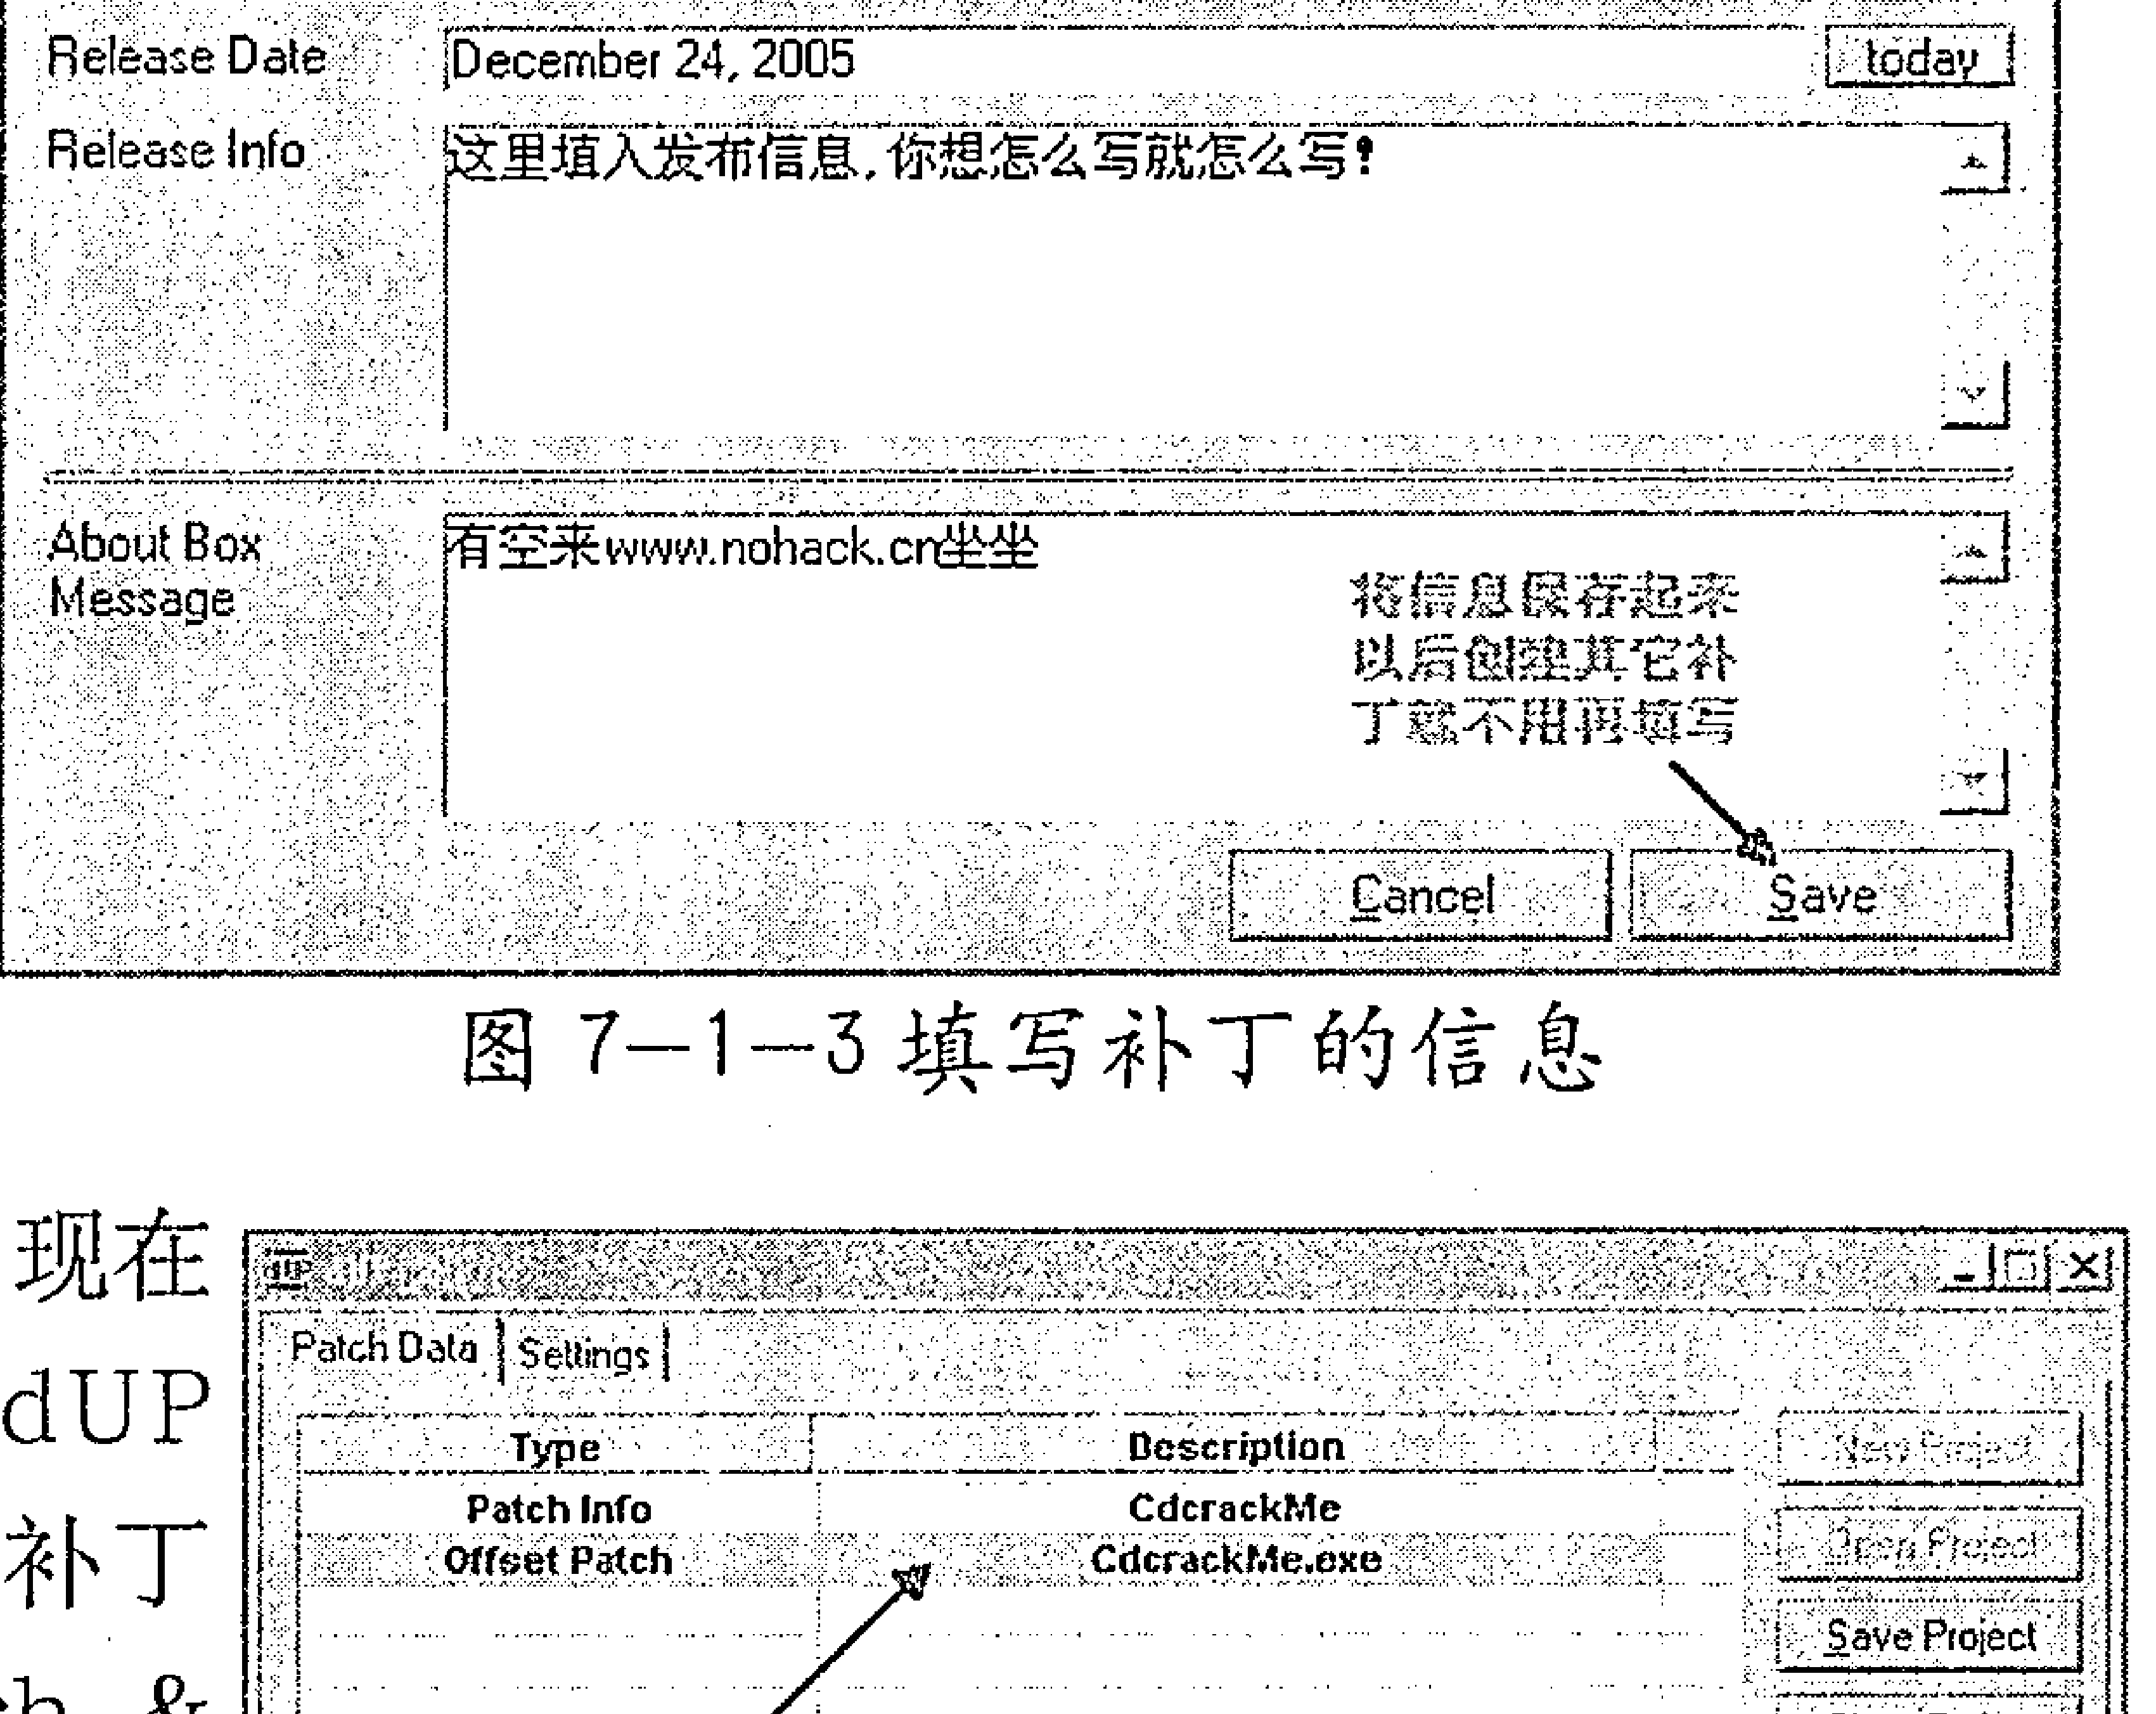 Release Date
December 24, 2005
today
Release Info
这里填入发布信息,你想怎么写就怎么写!
About Box
Message
有空来www.nohack.cn坐坐
将信息保存起来
以后创建其它补
丁就不用再填写
Cancel
Save
图 7-1-3 填写补丁的信息
现在
dUP
补丁
&
dUP
Patch Data
Settings
Type
Description
Patch Info
CdcrackMe
Offset Patch
CdcrackMe.exe
New Project
Open Project
Save Project